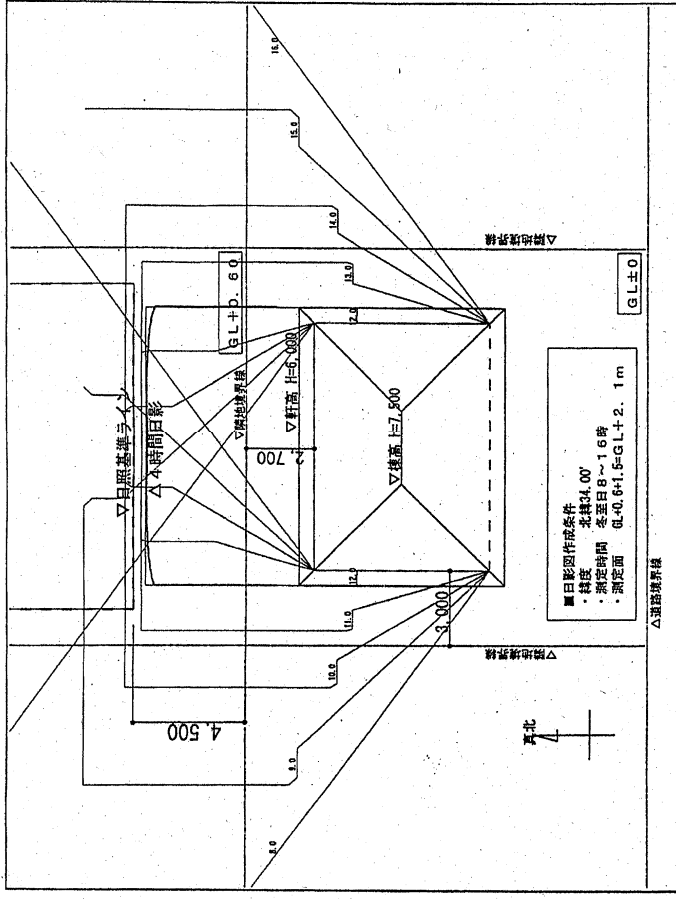 16.0
15.0
14.0
13.0
12.0
△隣地境界線
GL+0.60
▽日照基準ライン
△4時間日影
▽隣地境界線
▽軒高 H=6,000
2,700
▽棟高 H=7,500
GL±0
12.0
11.0
10.0
9.0
8.0
3,000
4,500
▽隣地境界線
真北
■日影図作成条件
・緯度 北緯34.00'
・測定時間 冬至日8～16時
・測定面 GL+0.6+1.5=GL+2.1m
△道路境界線